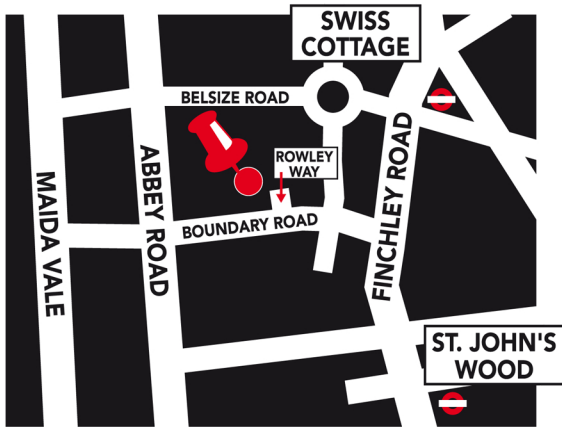 SWISS
COTTAGE
BELSIZE ROAD
ROWLEY
WAY
BOUNDARY ROAD
MAIDA VALE
ABBEY ROAD
FINCHLEY ROAD
ST. JOHN'S
WOOD